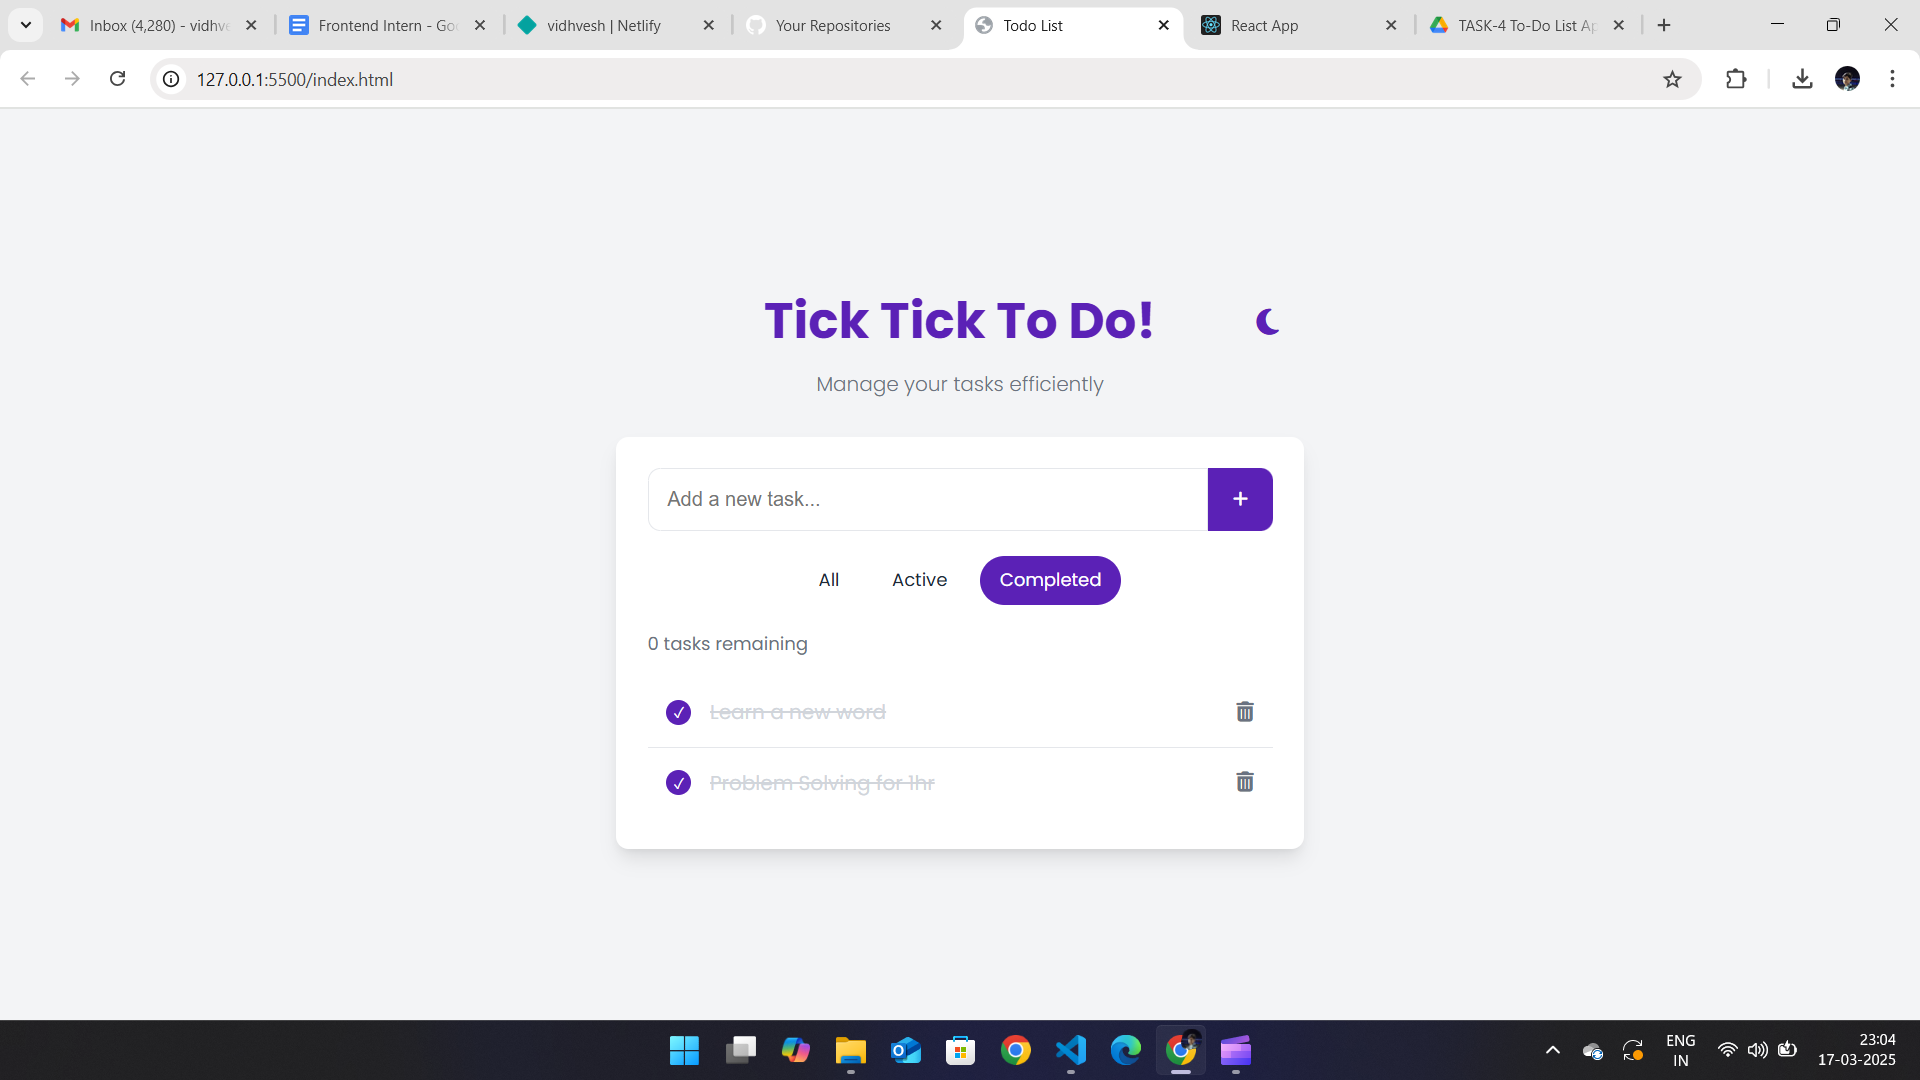 Inbox (4,280) - vidhve
Frontend Intern - Goo
vidhvesh | Netlify
Your Repositories
Todo List
React App
TASK-4 To-Do List Ap
127.0.0.1:5500/index.html
Tick Tick To Do!
Manage your tasks efficiently
Add a new task...
+
All
Active
Completed
0 tasks remaining
Learn a new word
Problem Solving for 1hr
ENG
IN
23:04
17-03-2025